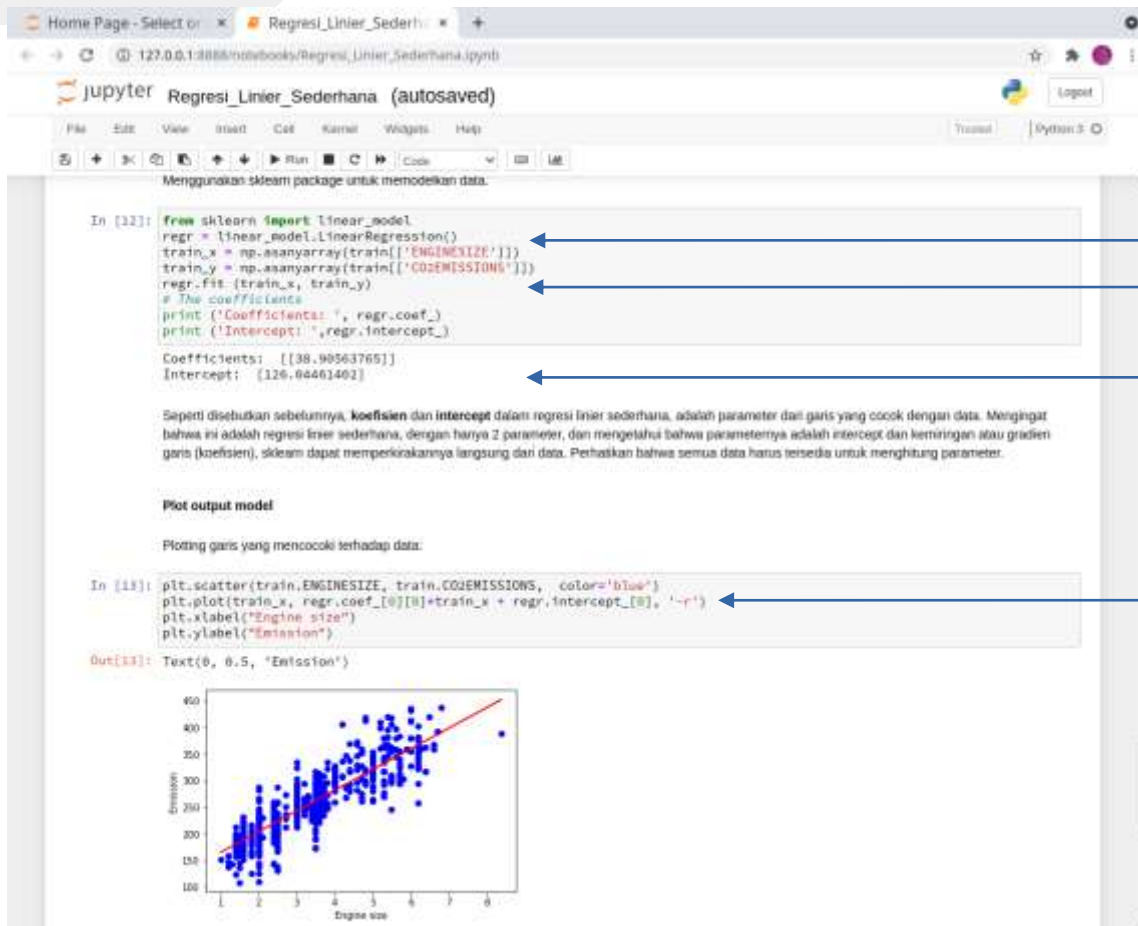 Home Page - Select or
Regresi_Linier_Sederh
127.0.0.1:8888/notebooks/Regresi_Linier_Sederhana.ipynb
jupyter Regresi_Linier_Sederhana (autosaved)
Logout
File Edit View Insert Cell Kernel Widgets Help
Trusted Python 3
Run Code
Menggunakan sklearn package untuk memodelkan data.
In [12]: from sklearn import linear_model
regr = linear_model.LinearRegression()
train_x = np.asanyarray(train[['ENGINESIZE']])
train_y = np.asanyarray(train[['CO2EMISSIONS']])
regr.fit (train_x, train_y)
# The coefficients
print ('Coefficients: ', regr.coef_)
print ('Intercept: ',regr.intercept_)
Coefficients: [[38.90563765]]
Intercept: [126.04461402]
Seperti disebutkan sebelumnya, koefisien dan intercept dalam regresi linier sederhana, adalah parameter dari garis yang cocok dengan data. Mengingat
bahwa ini adalah regresi linier sederhana, dengan hanya 2 parameter, dan mengetahui bahwa parameternya adalah intercept dan kemiringan atau gradien
garis (koefisien), sklearn dapat memperkirakannya langsung dari data. Perhatikan bahwa semua data harus tersedia untuk menghitung parameter.
Plot output model
Plotting garis yang mencocoki terhadap data:
In [13]: plt.scatter(train.ENGINESIZE, train.CO2EMISSIONS, color='blue')
plt.plot(train_x, regr.coef_[0][0]*train_x + regr.intercept_[0], '-r')
plt.xlabel("Engine size")
plt.ylabel("Emission")
Out[13]: Text(0, 0.5, 'Emission')
450
400
350
300
250
200
150
100
Emission
1 2 3 4 5 6 7 8
Engine size